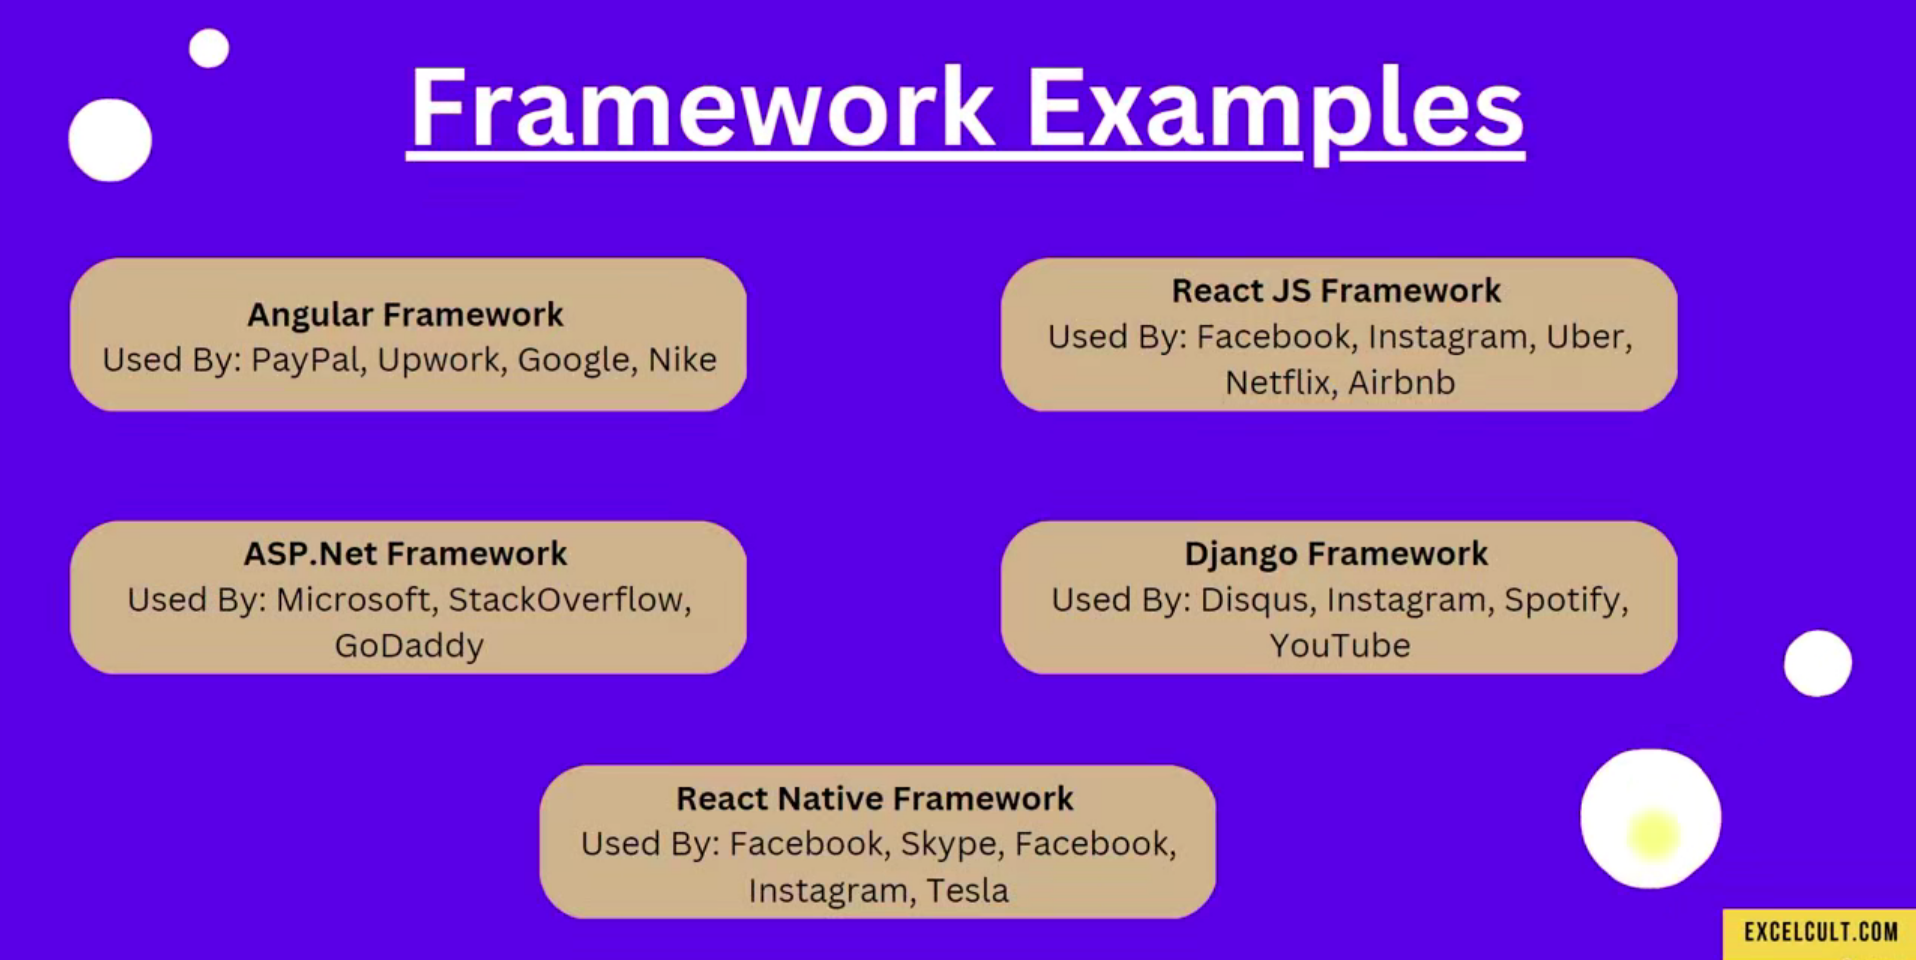 Framework Examples
Angular Framework
Used By: PayPal, Upwork, Google, Nike
React JS Framework
Used By: Facebook, Instagram, Uber,
Netflix, Airbnb
ASP.Net Framework
Used By: Microsoft, StackOverflow,
GoDaddy
Django Framework
Used By: Disqus, Instagram, Spotify,
YouTube
React Native Framework
Used By: Facebook, Skype, Facebook,
Instagram, Tesla
EXCELCULT.COM